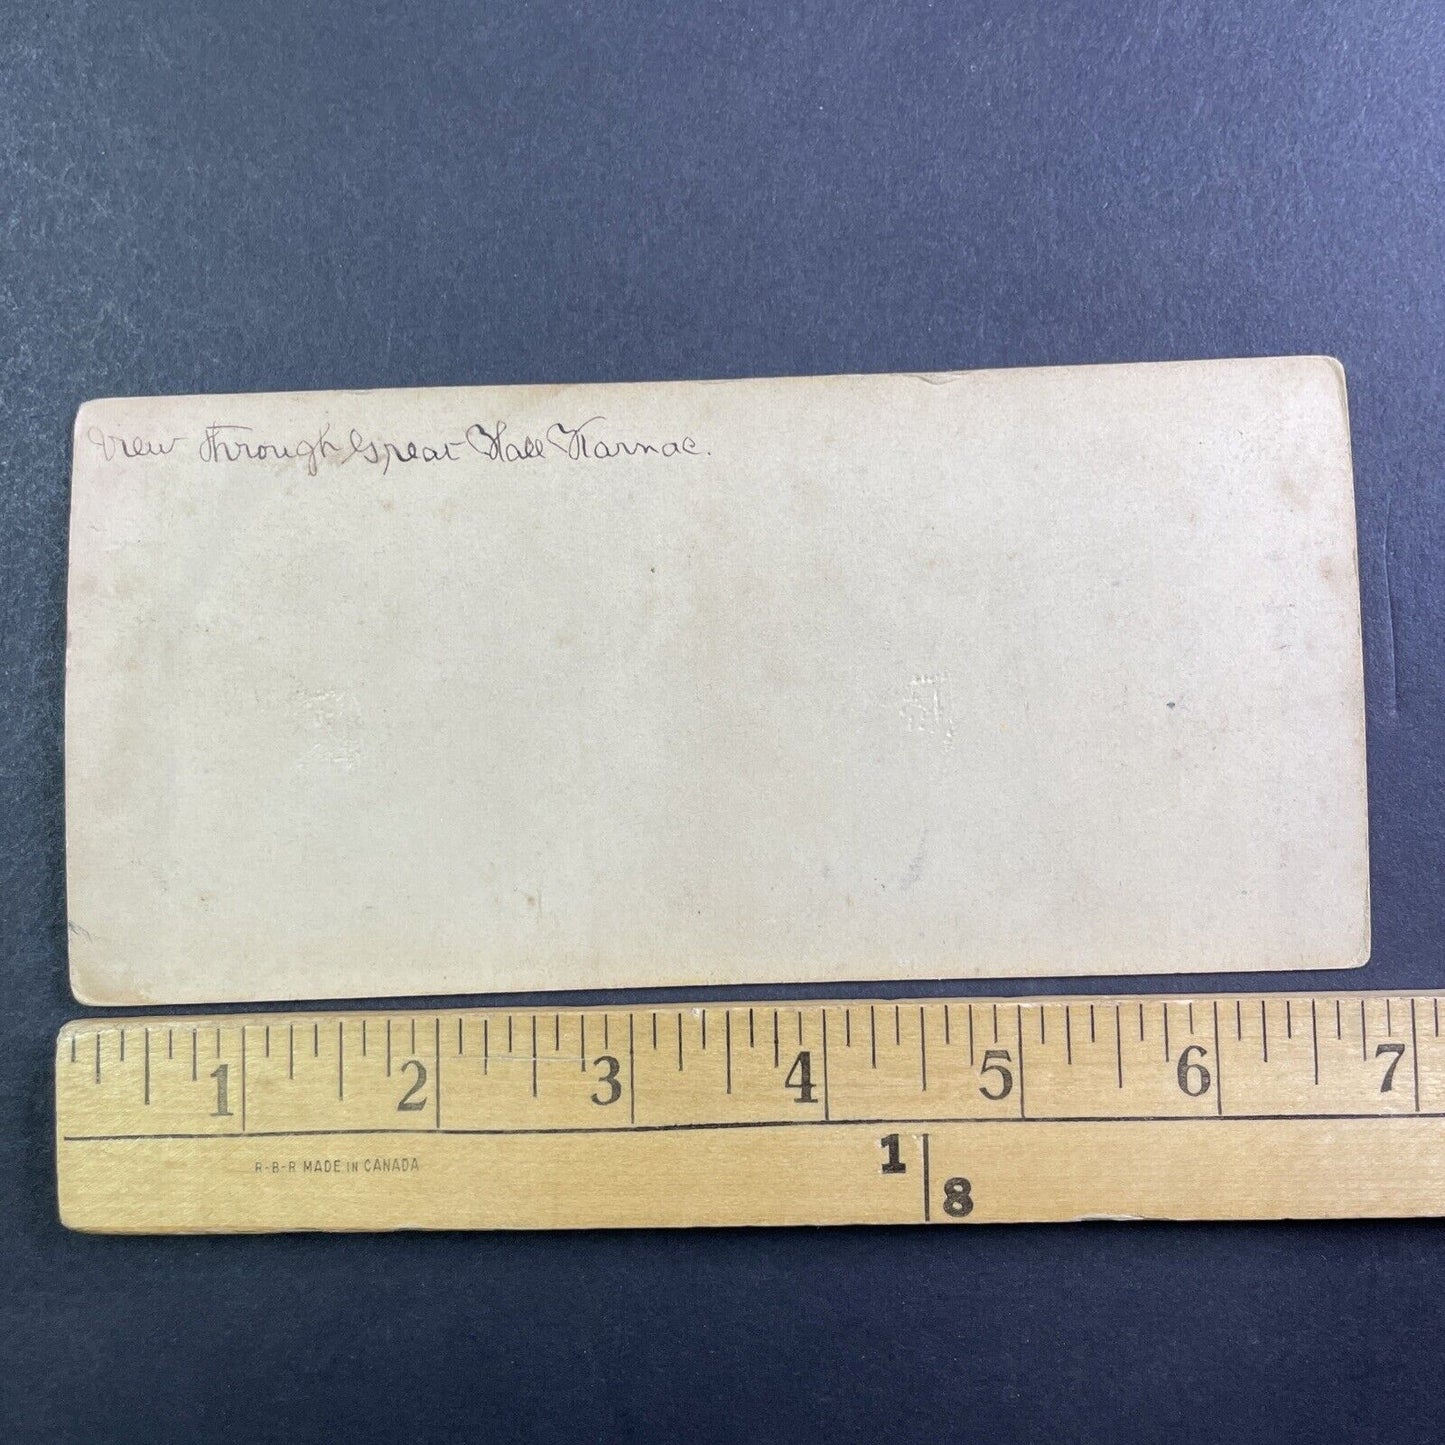 View through Great Hall Karnac.
1 2 3 4 5 6 7
R-B-R MADE IN CANADA
1
8